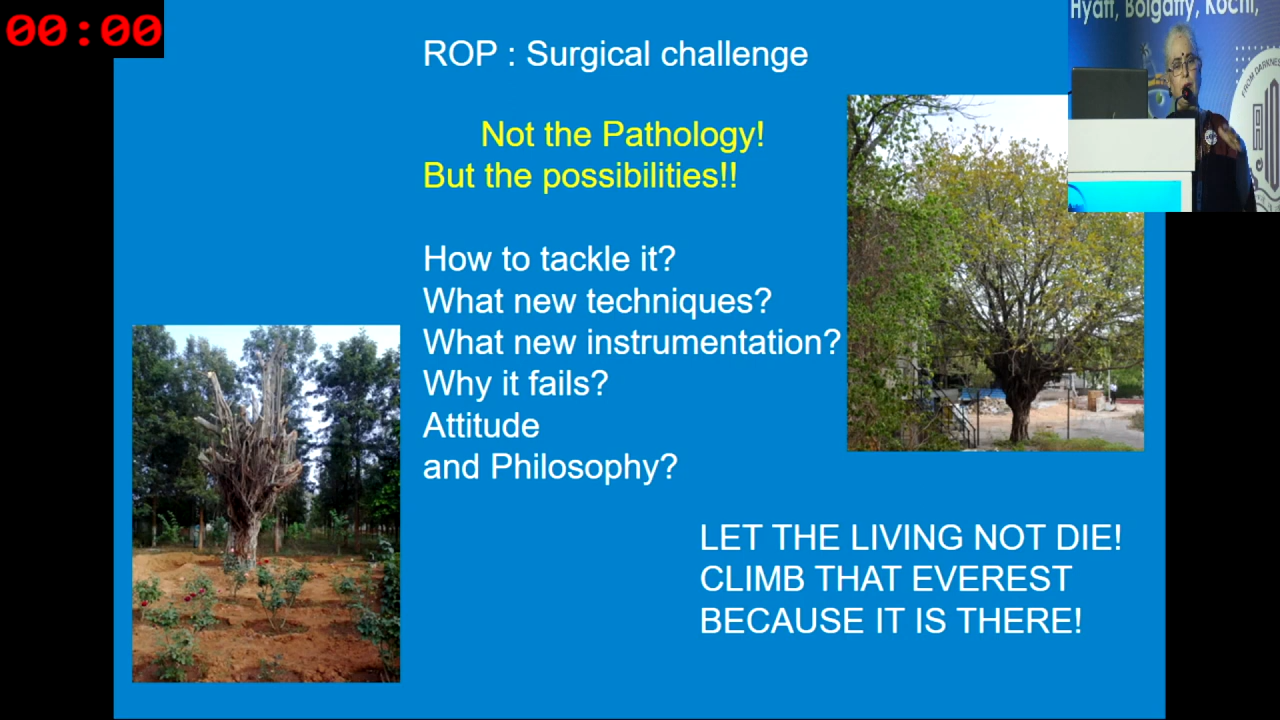 00:00
Hyatt, Bolgatty, Kochi,
ROP : Surgical challenge
Not the Pathology!
But the possibilities!!
How to tackle it?
What new techniques?
What new instrumentation?
Why it fails?
Attitude
and Philosophy?
LET THE LIVING NOT DIE!
CLIMB THAT EVEREST
BECAUSE IT IS THERE!
FROM DARKNESS